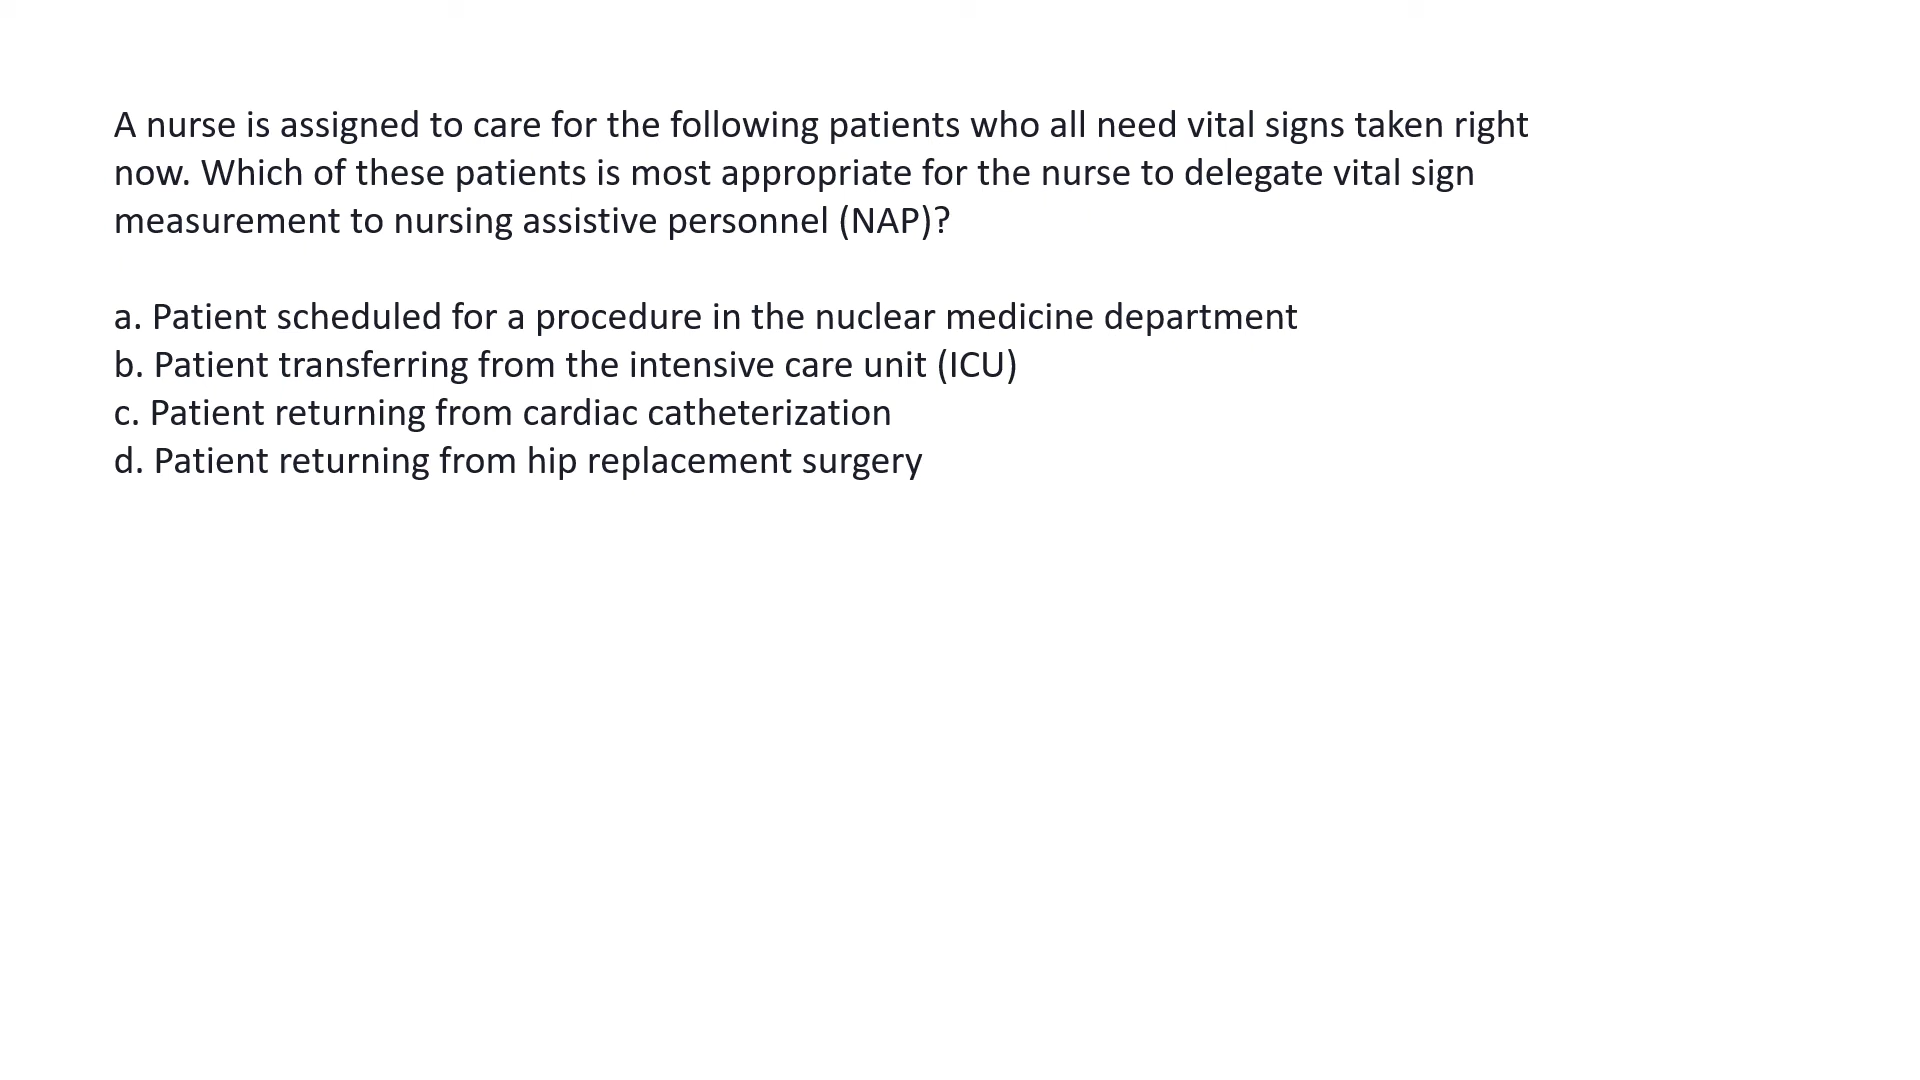 A nurse is assigned to care for the following patients who all need vital signs taken right
now. Which of these patients is most appropriate for the nurse to delegate vital sign
measurement to nursing assistive personnel (NAP)?
a. Patient scheduled for a procedure in the nuclear medicine department
b. Patient transferring from the intensive care unit (ICU)
c. Patient returning from cardiac catheterization
d. Patient returning from hip replacement surgery